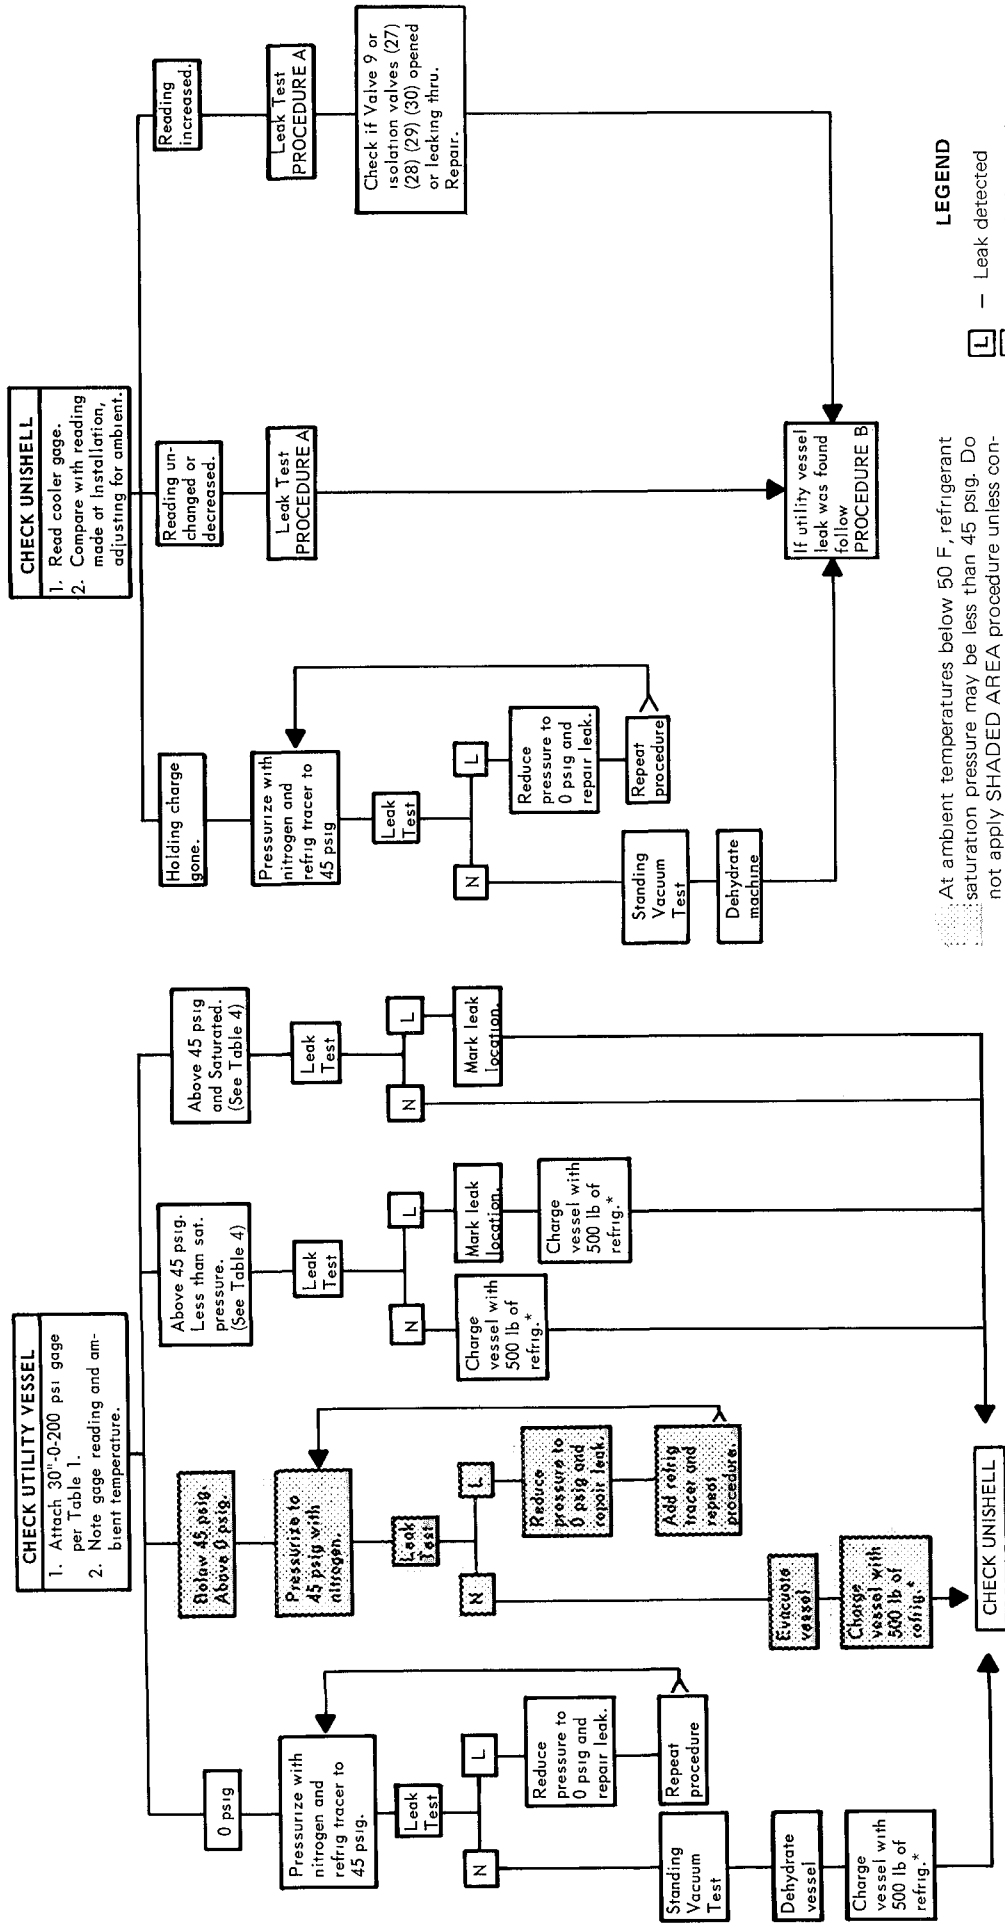 CHECK UTILITY VESSEL
1. Attach 30"-0-200 psi gage
per Table 1.
2. Note gage reading and am-
bient temperature.
0 psig
Pressurize with
nitrogen and
refrig tracer to
45 psig.
Leak
Test
N
L
Reduce
pressure to
0 psig and
repair leak.
Repeat
procedure
Standing
Vacuum
Test
Dehydrate
vessel
Charge
vessel with
500 lb of
refrig.*
Below 45 psig.
Above 0 psig.
Pressurize to
45 psig with
nitrogen.
Leak
Test
N
L
Reduce
pressure to
0 psig and
repair leak.
Add refrig
tracer and
repeat
procedure.
Evacuate
vessel
Charge
vessel with
500 lb of
refrig.*
Above 45 psig.
Less than sat.
pressure.
(See Table 4)
Leak
Test
N
L
Charge
vessel with
500 lb of
refrig.*
Mark leak
location.
Charge
vessel with
500 lb of
refrig.*
Above 45 psig
and Saturated.
(See Table 4)
Leak
Test
N
L
Mark leak
location.
CHECK UNISHELL
CHECK UNISHELL
1. Read cooler gage.
2. Compare with reading
made at Installation,
adjusting for ambient.
Holding charge
gone.
Pressurize with
nitrogen and
refrig tracer to
45 psig
Leak
Test
N
L
Reduce
pressure to
0 psig and
repair leak.
Repeat
procedure
Standing
Vacuum
Test
Dehydrate
machine
Reading un-
changed or
decreased.
Leak Test
PROCEDURE A
Reading
increased.
Leak Test
PROCEDURE A
Check if Valve 9 or
isolation valves (27)
(28) (29) (30) opened
or leaking thru.
Repair.
If utility vessel
leak was found
follow
PROCEDURE B
At ambient temperatures below 50 F, refrigerant
saturation pressure may be less than 45 psig. Do
not apply SHADED AREA procedure unless con-
LEGEND
L – Leak detected